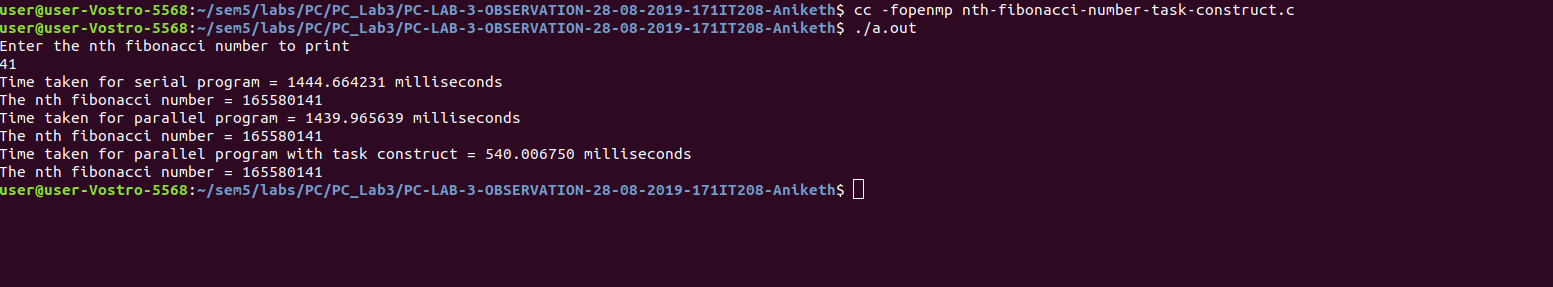 user@user-Vostro-5568:~/sem5/labs/PC/PC_Lab3/PC-LAB-3-OBSERVATION-28-08-2019-171IT208-Aniketh$ cc -fopenmp nth-fibonacci-number-task-construct.c
user@user-Vostro-5568:~/sem5/labs/PC/PC_Lab3/PC-LAB-3-OBSERVATION-28-08-2019-171IT208-Aniketh$ ./a.out
Enter the nth fibonacci number to print
41
Time taken for serial program = 1444.664231 milliseconds
The nth fibonacci number = 165580141
Time taken for parallel program = 1439.965639 milliseconds
The nth fibonacci number = 165580141
Time taken for parallel program with task construct = 540.006750 milliseconds
The nth fibonacci number = 165580141
user@user-Vostro-5568:~/sem5/labs/PC/PC_Lab3/PC-LAB-3-OBSERVATION-28-08-2019-171IT208-Aniketh$